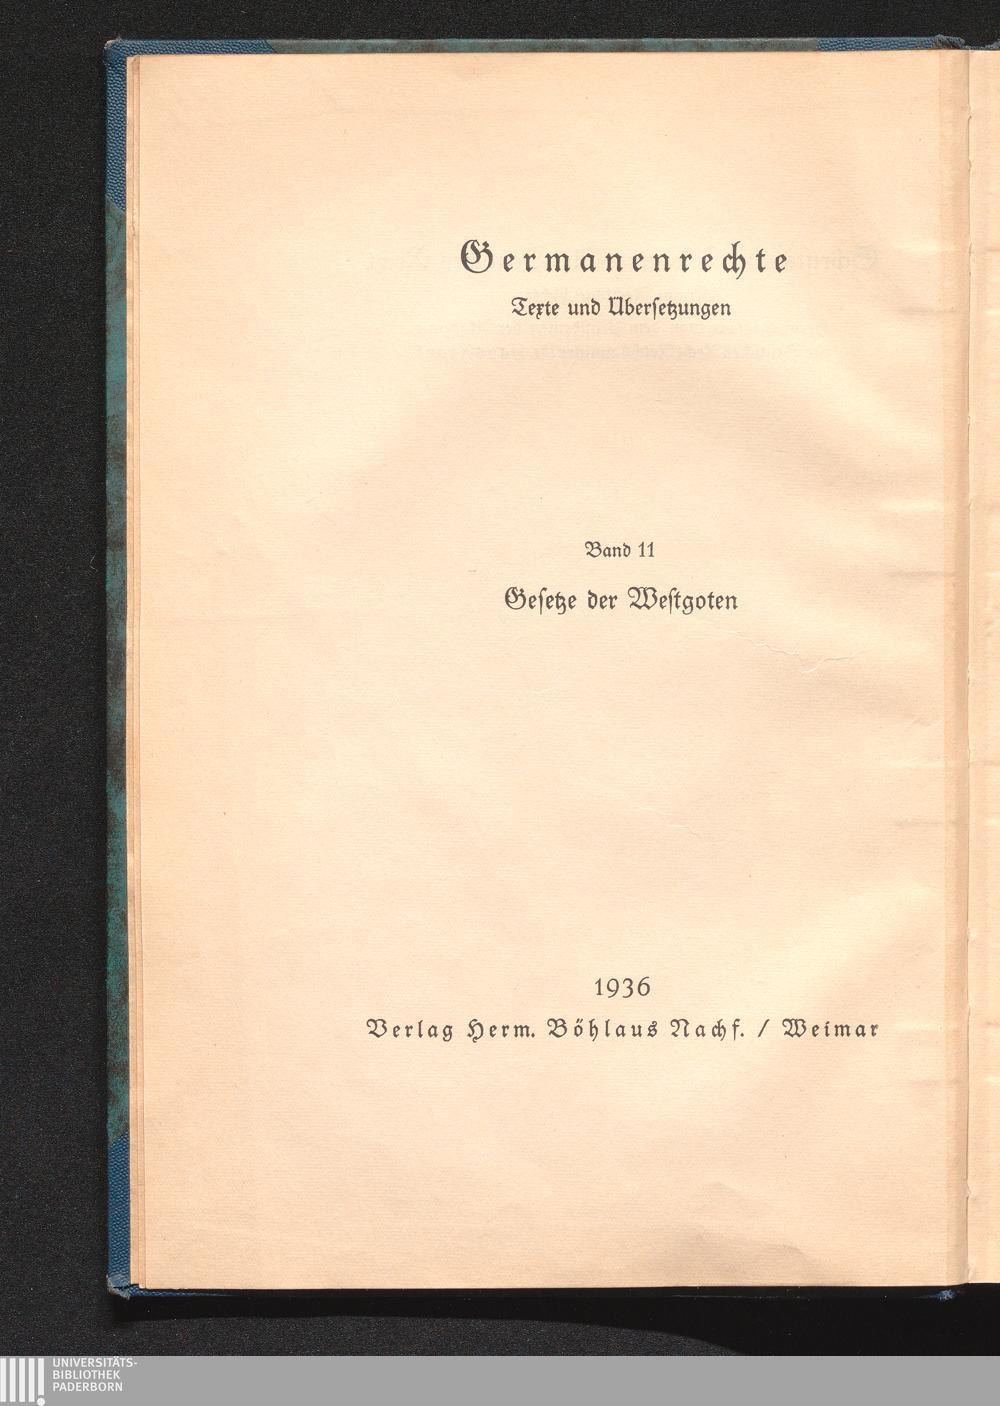 Germanenrechte
Texte und Überſetzungen
Band 11
Geſetze der Weſtgoten
1936
Verlag Herm. Böhlaus Nachf. / Weimar
UNIVERSITÄTS-
BIBLIOTHEK
PADERBORN